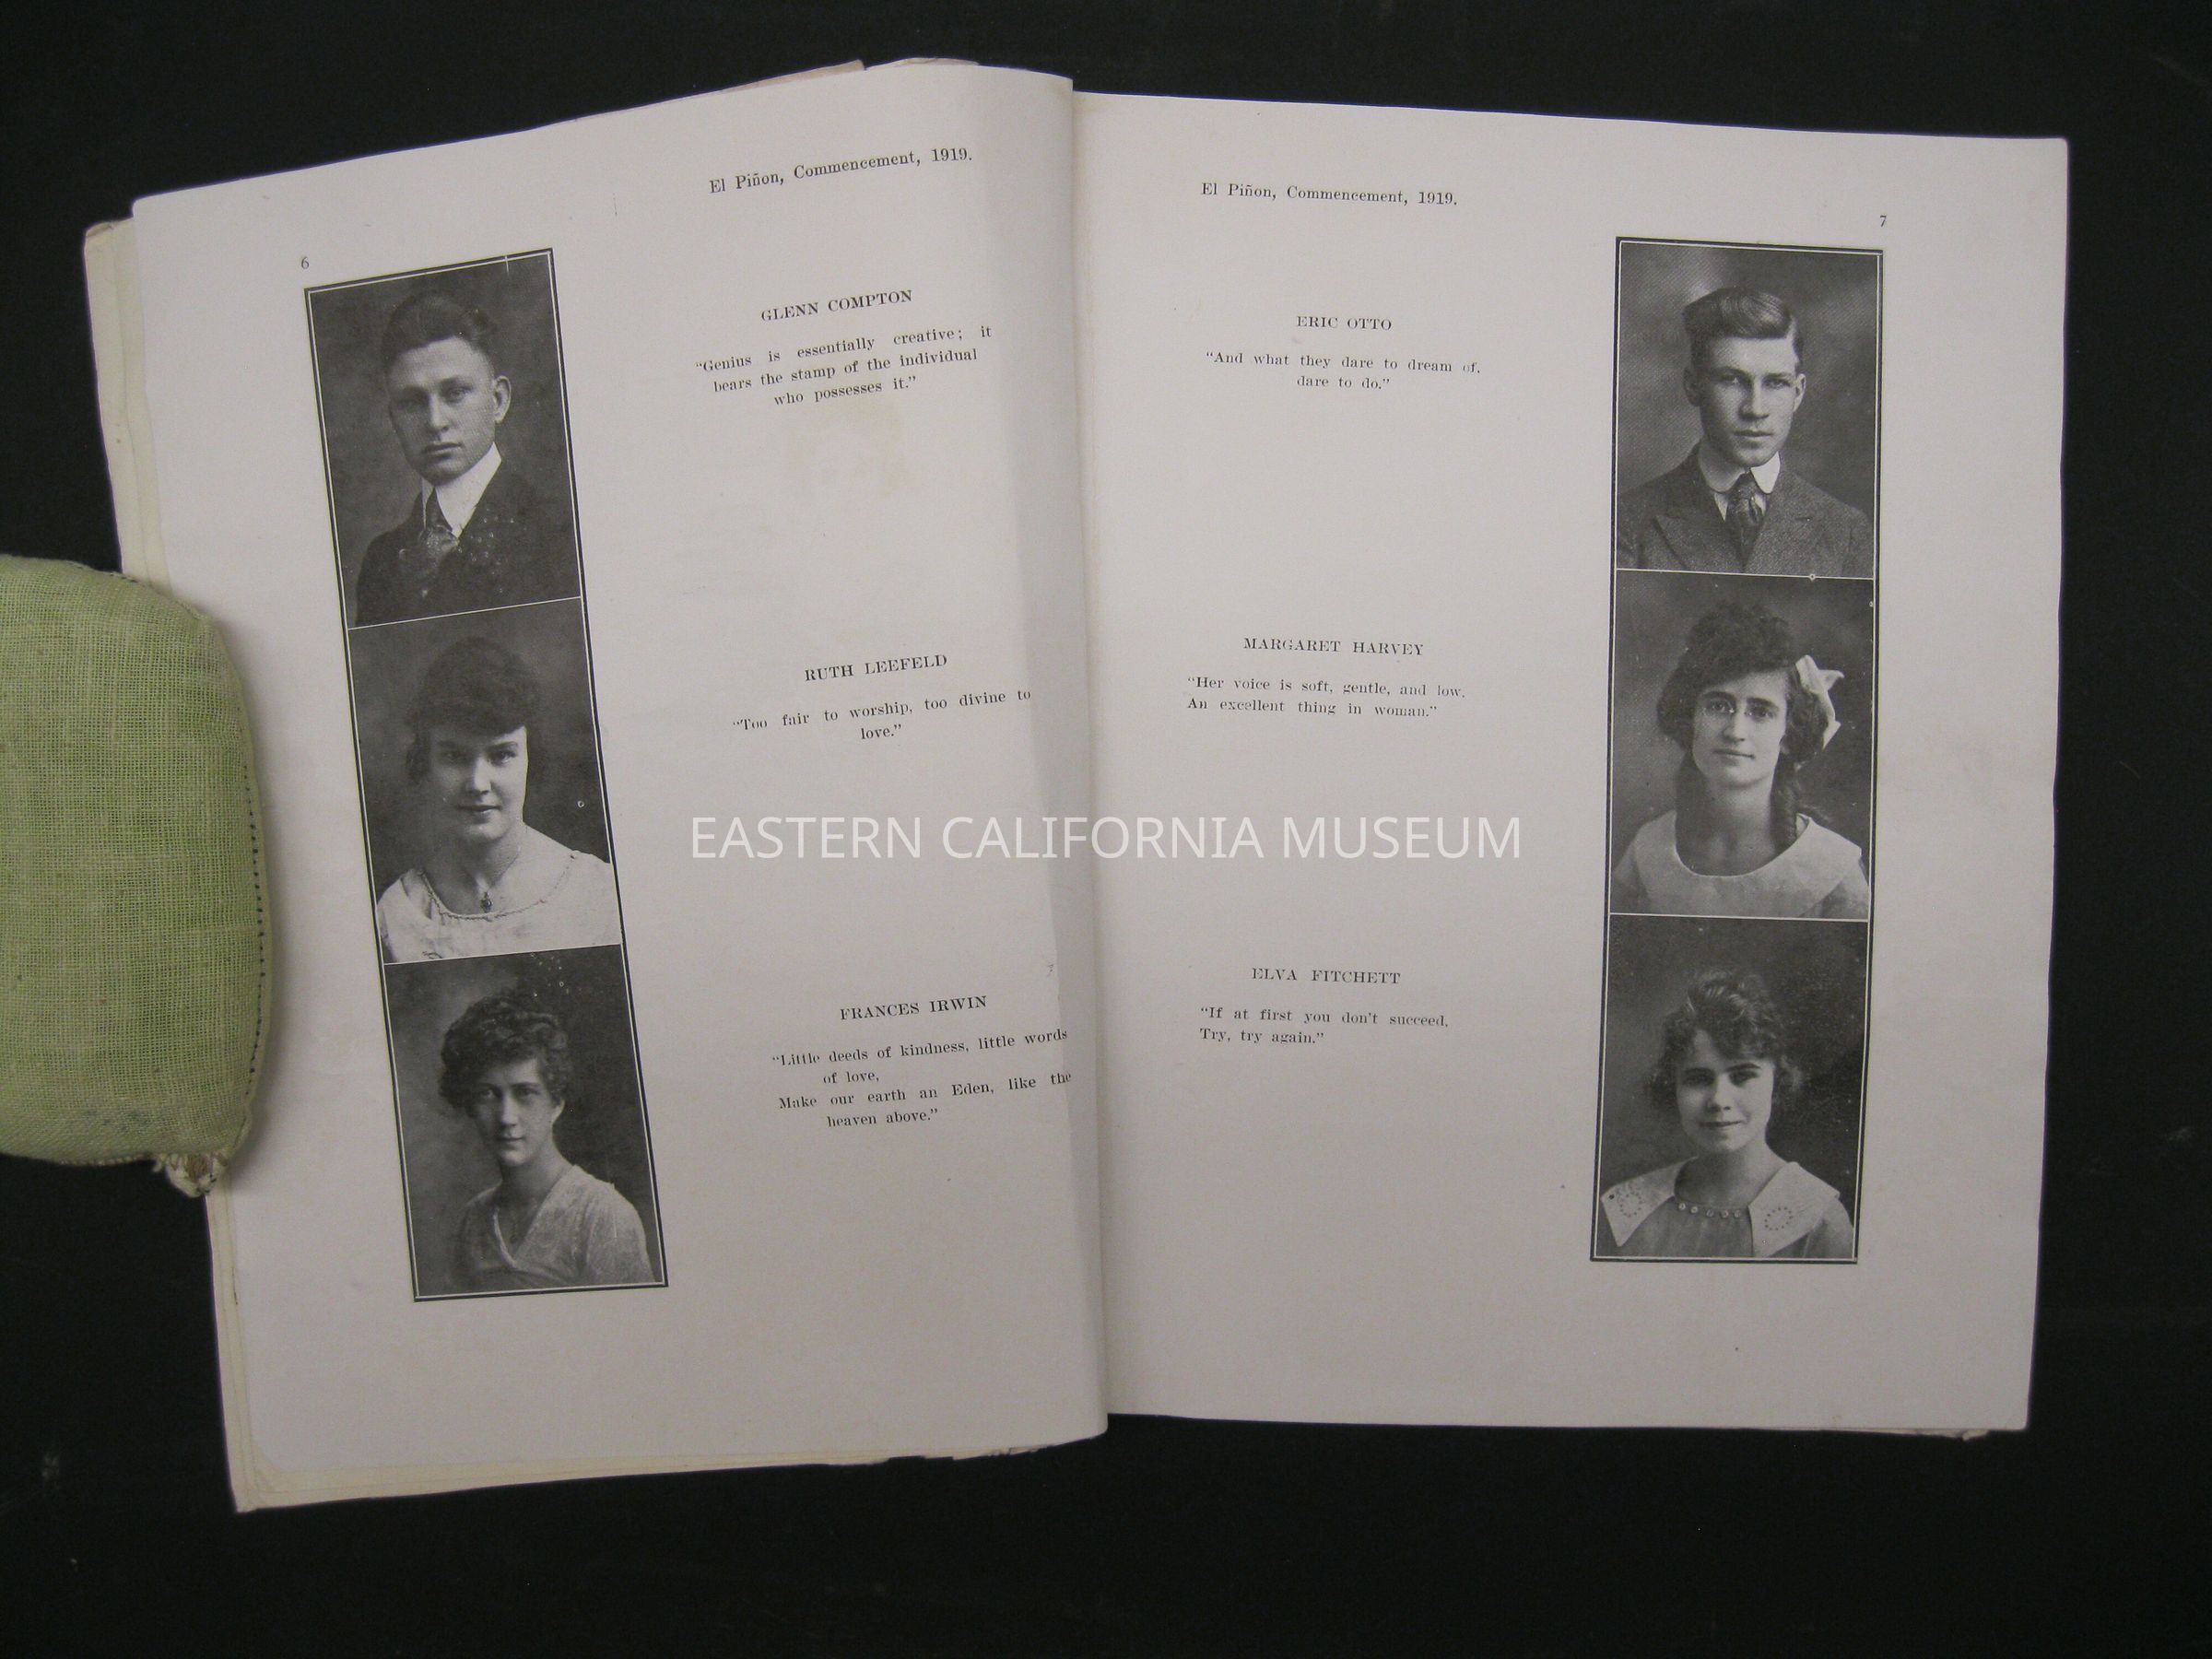 El Piñon, Commencement, 1919.
6
GLENN COMPTON
“Genius is essentially creative; it
bears the stamp of the individual
who possesses it.”
RUTH LEEFELD
“Too fair to worship, too divine to
love.”
FRANCES IRWIN
“Little deeds of kindness, little words
of love,
Make our earth an Eden, like the
heaven above.”
El Piñon, Commencement, 1919.
7
ERIC OTTO
“And what they dare to dream of,
dare to do.”
MARGARET HARVEY
“Her voice is soft, gentle, and low,
An excellent thing in woman.”
ELVA FITCHETT
“If at first you don't succeed,
Try, try again.”
EASTERN CALIFORNIA MUSEUM